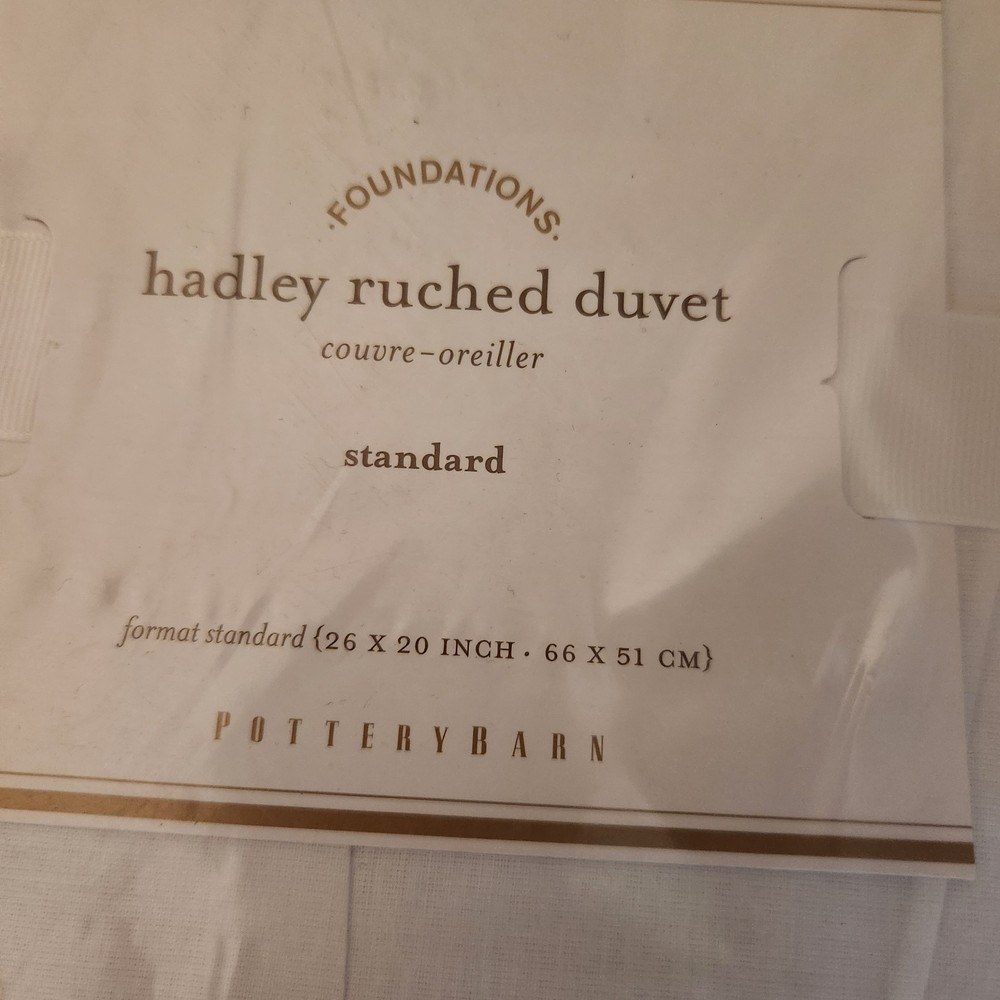 ·FOUNDATIONS·
hadley ruched duvet
couvre-oreiller
standard
format standard {26 X 20 INCH · 66 X 51 CM}
POTTERYBARN